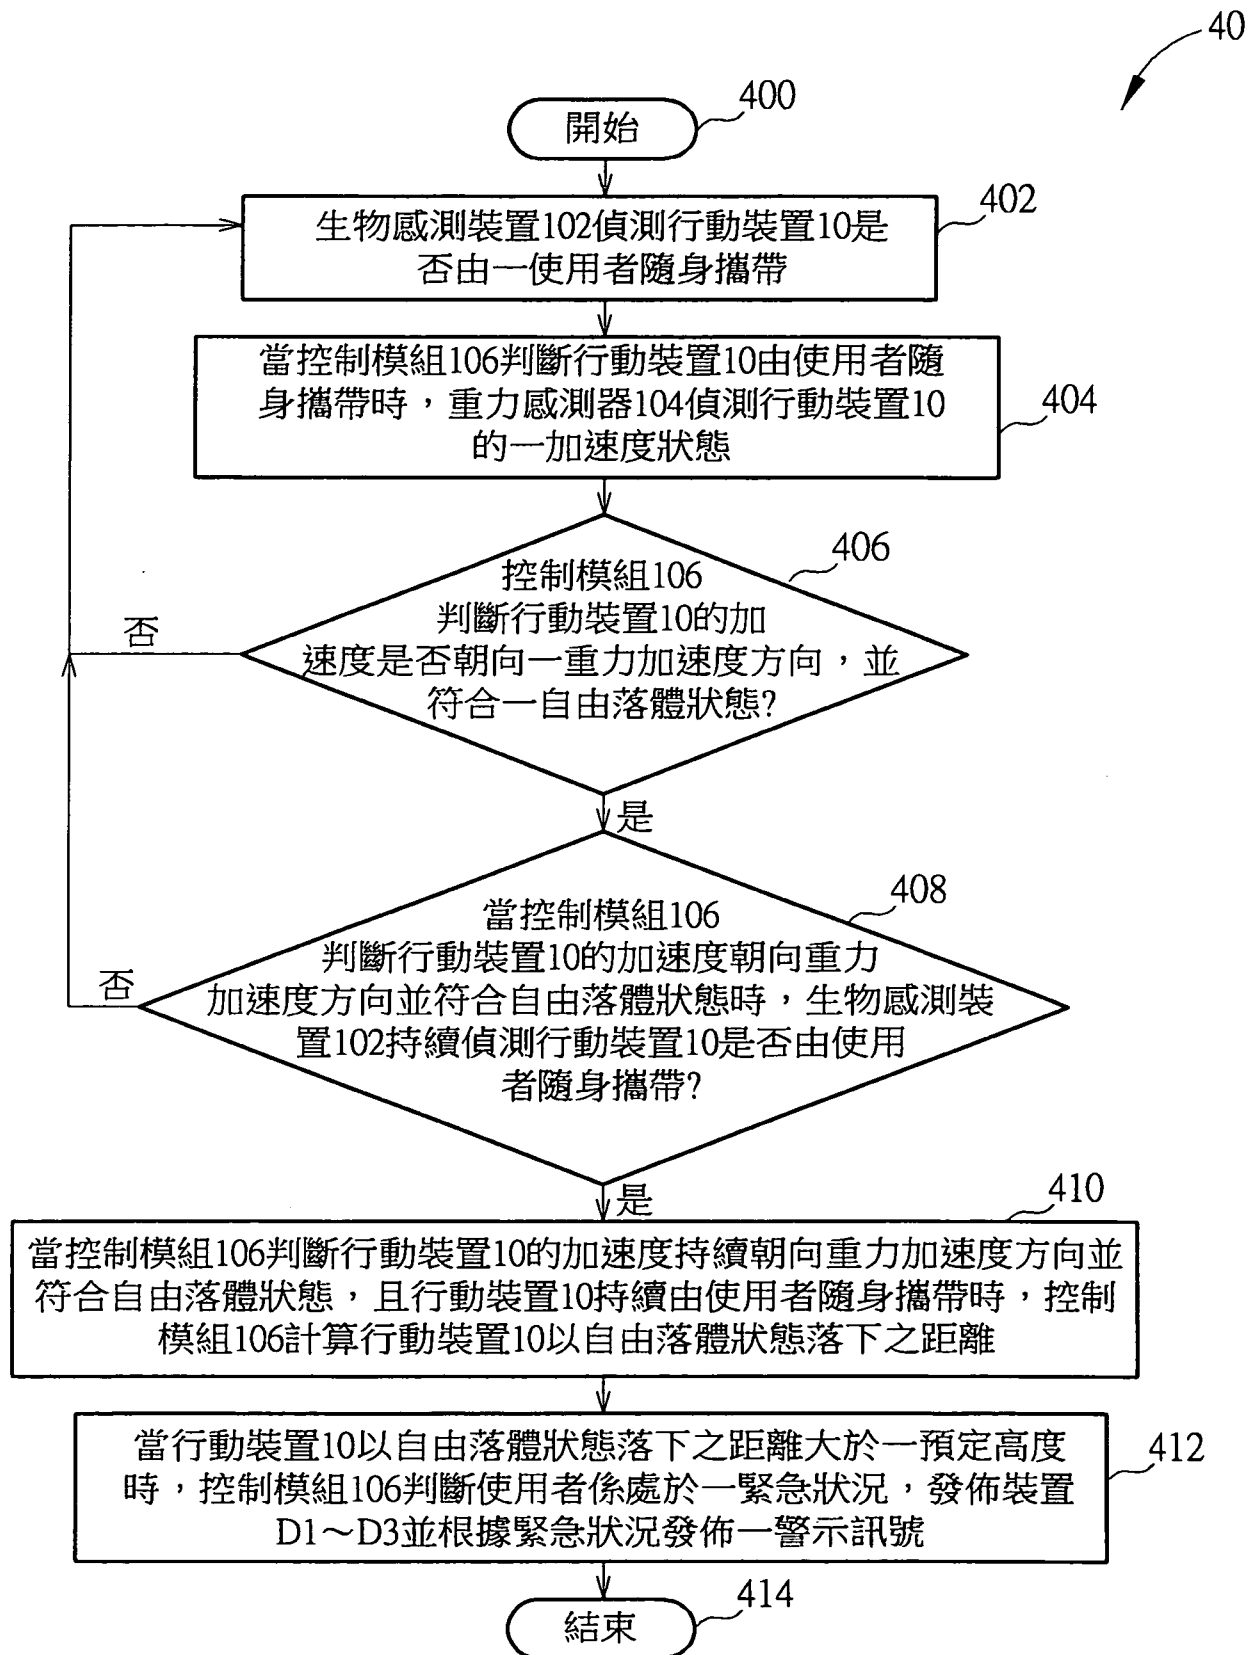 40
開始
400
生物感測裝置102偵測行動裝置10是
否由一使用者隨身攜帶
402
當控制模組106判斷行動裝置10由使用者隨
身攜帶時，重力感測器104偵測行動裝置10
的一加速度狀態
404
控制模組106
判斷行動裝置10的加
速度是否朝向一重力加速度方向，並
符合一自由落體狀態?
406
否
是
當控制模組106
判斷行動裝置10的加速度朝向重力
加速度方向並符合自由落體狀態時，生物感測裝
置102持續偵測行動裝置10是否由使用
者隨身攜帶?
408
否
是
410
當控制模組106判斷行動裝置10的加速度持續朝向重力加速度方向並
符合自由落體狀態，且行動裝置10持續由使用者隨身攜帶時，控制
模組106計算行動裝置10以自由落體狀態落下之距離
當行動裝置10以自由落體狀態落下之距離大於一預定高度
時，控制模組106判斷使用者係處於一緊急狀況，發佈裝置
D1～D3並根據緊急狀況發佈一警示訊號
412
結束
414